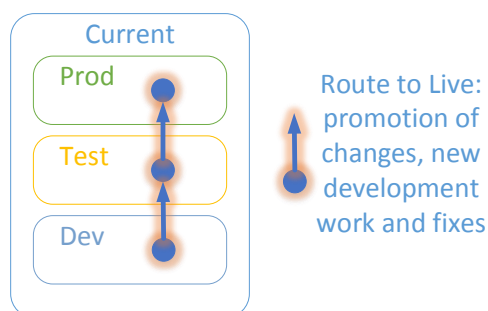 Current
Prod
Test
Dev
Route to Live:
promotion of
changes, new
development
work and fixes